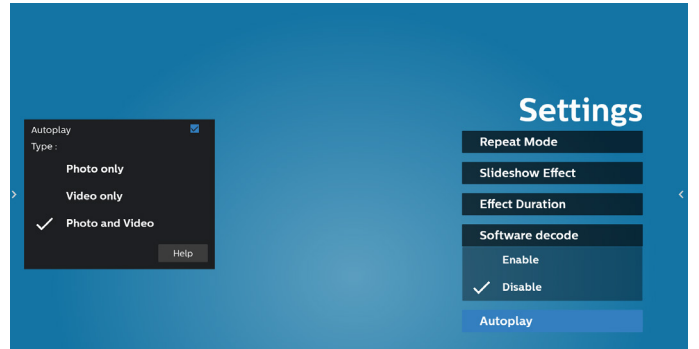 Settings
Autoplay
Type :
Photo only
Video only
Photo and Video
Help
Repeat Mode
Slideshow Effect
Effect Duration
Software decode
Enable
Disable
Autoplay